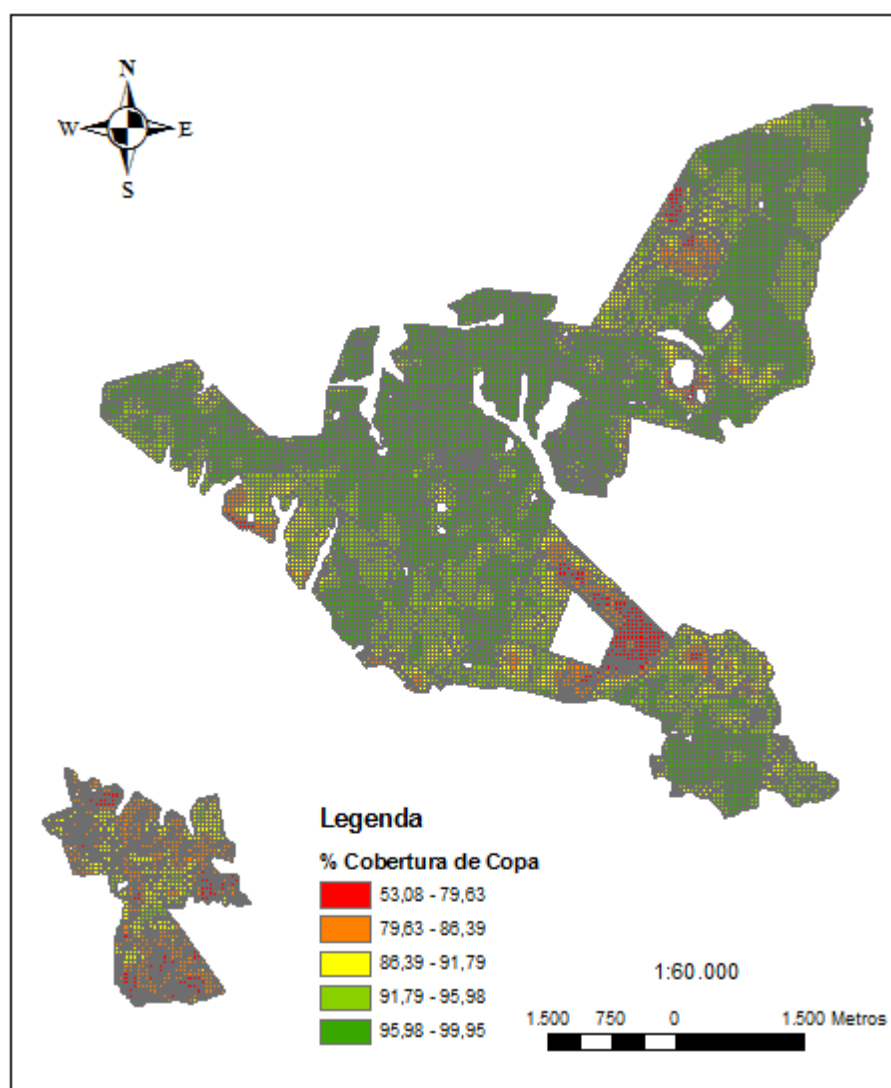 N
W E
S
Legenda
% Cobertura de Copa
53,08 - 79,63
79,63 - 86,39
86,39 - 91,79
91,79 - 95,98
95,98 - 99,95
1:60.000
1.500 750 0 1.500 Metros